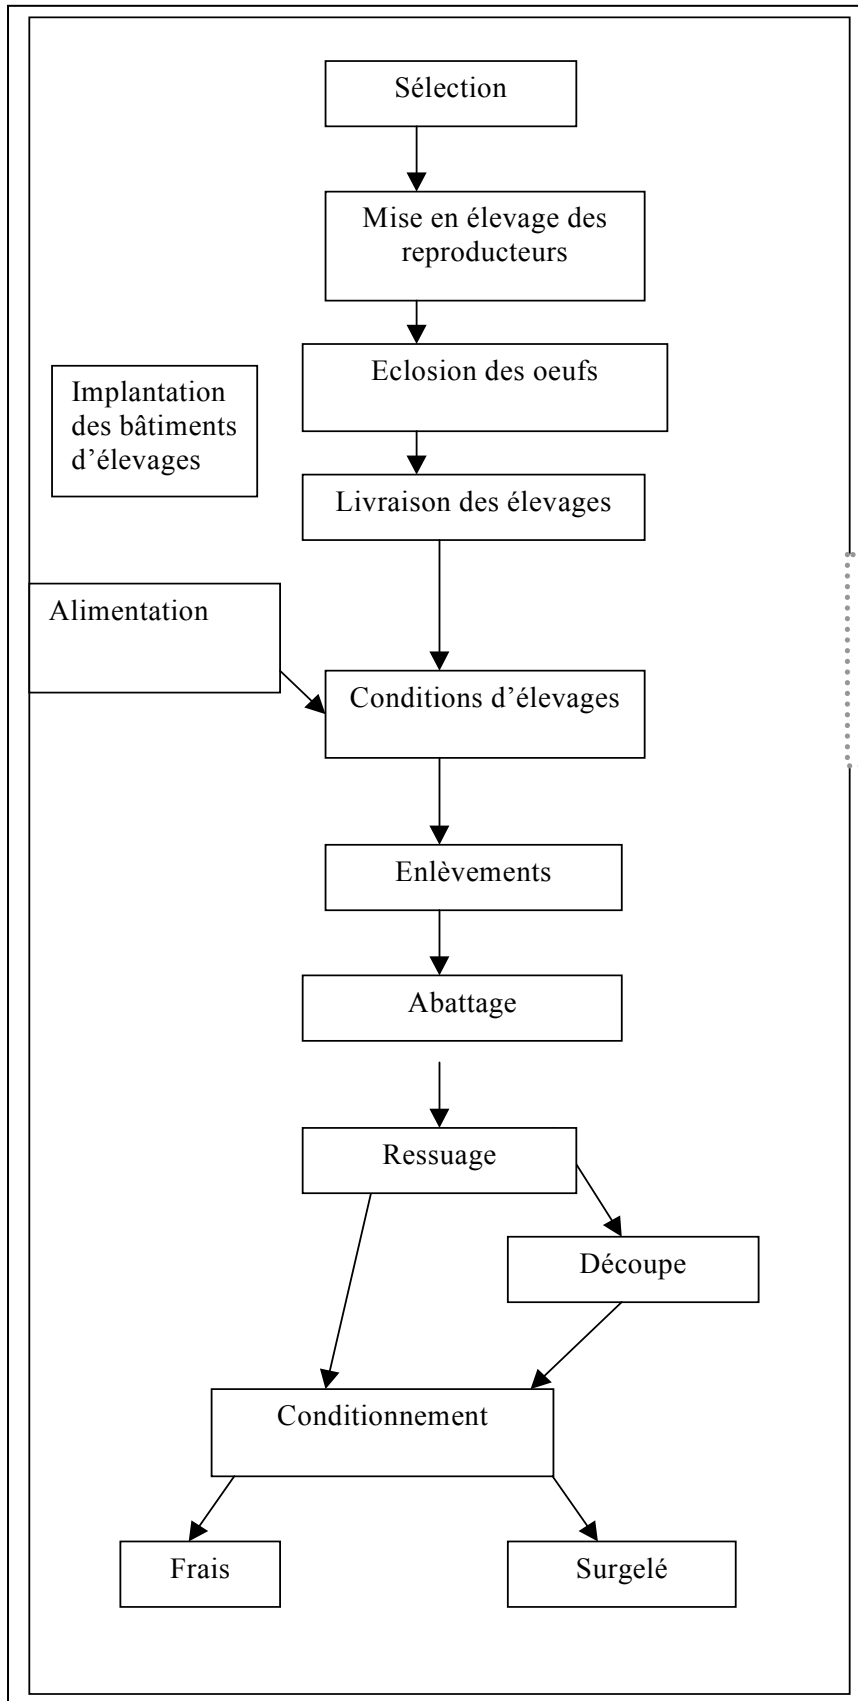 Sélection
Mise en élevage des
reproducteurs
Eclosion des oeufs
Implantation
des bâtiments
d’élevages
Livraison des élevages
Alimentation
Conditions d’élevages
Enlèvements
Abattage
Ressuage
Découpe
Conditionnement
Frais
Surgelé